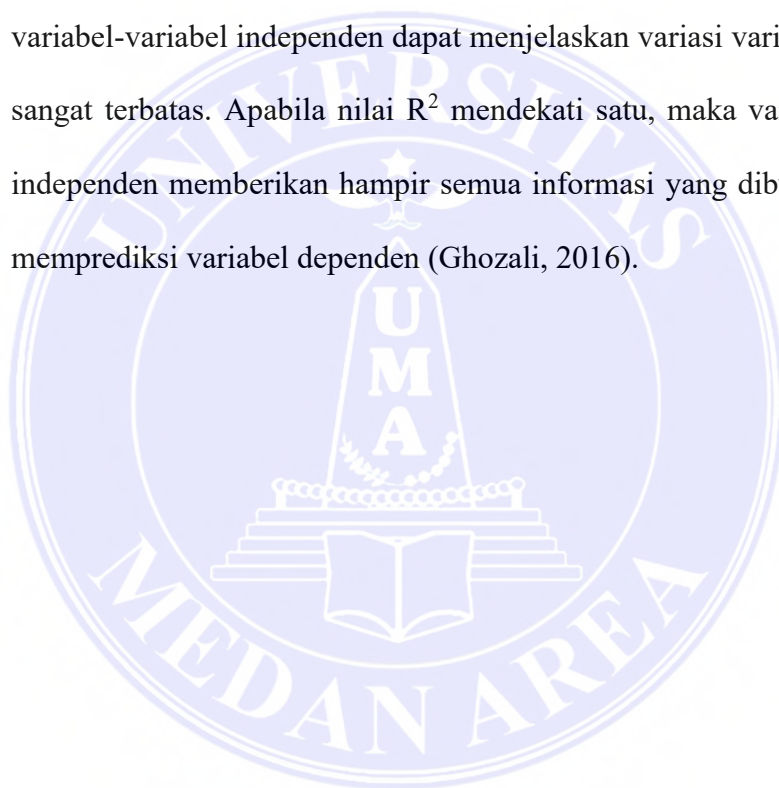 variabel-variabel independen dapat menjelaskan variasi vari
sangat terbatas. Apabila nilai R² mendekati satu, maka va
independen memberikan hampir semua informasi yang dib
memprediksi variabel dependen (Ghozali, 2016).
UNIVERSITAS
UMA
MEDAN AREA